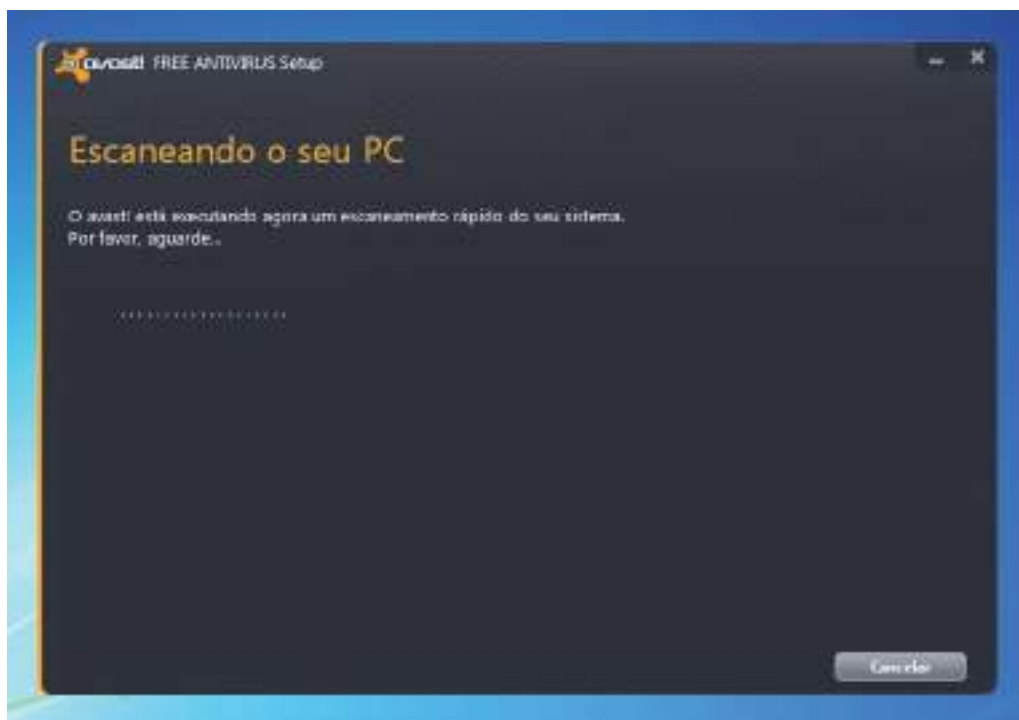 avast! FREE ANTIVIRUS Setup
Escaneando o seu PC
O avast! está executando agora um escaneamento rápido do seu sistema.
Por favor, aguarde...
Cancelar